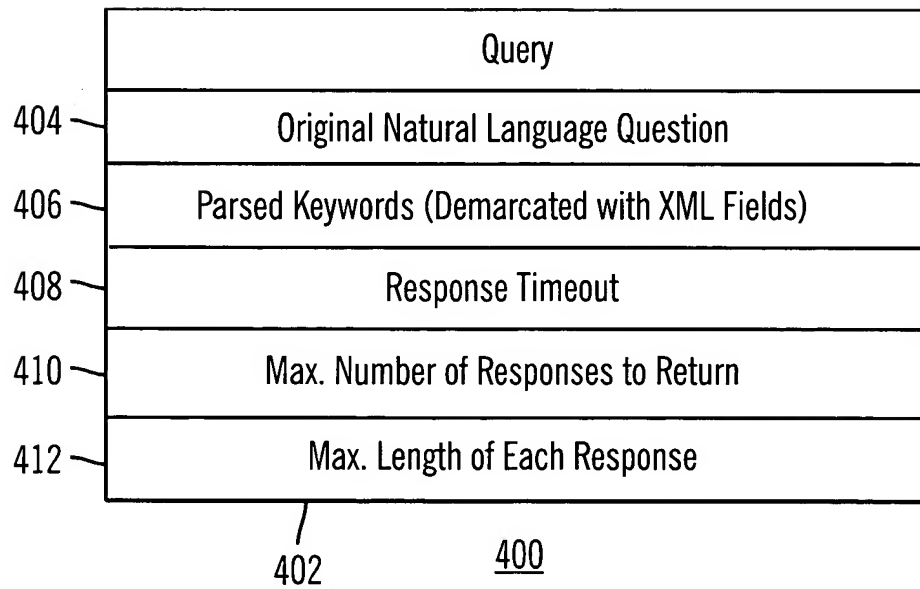 Query
404 Original Natural Language Question
406 Parsed Keywords (Demarcated with XML Fields)
408 Response Timeout
410 Max. Number of Responses to Return
412 Max. Length of Each Response
402 400